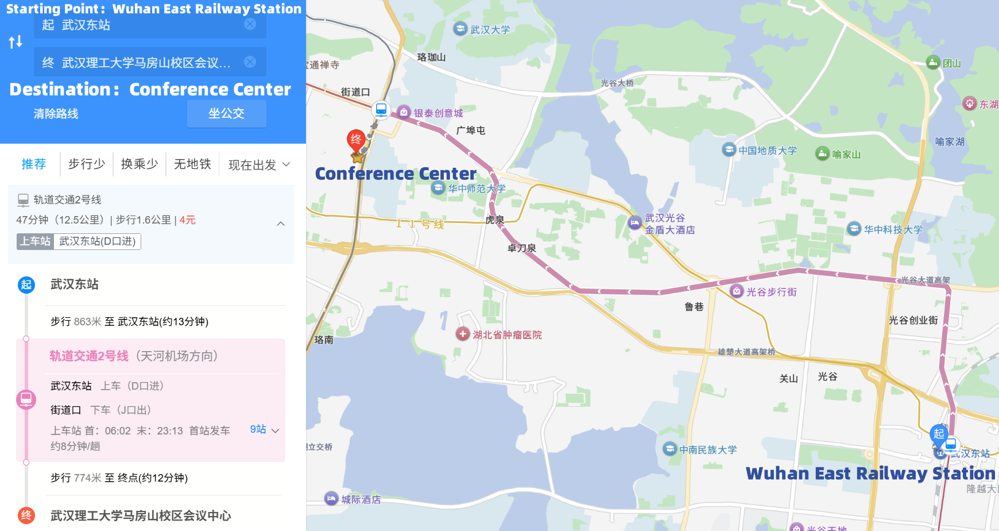 Starting Point：Wuhan East Railway Station
起 武汉东站
终 武汉理工大学马房山校区会议...
Destination：Conference Center
清除路线
坐公交
推荐
步行少
换乘少
无地铁
现在出发
轨道交通2号线
47分钟（12.5公里）| 步行1.6公里 | 4元
上车站 武汉东站(D口进)
起 武汉东站
步行 863米 至 武汉东站(约13分钟)
轨道交通2号线（天河机场方向）
武汉东站 上车（D口进）
街道口 下车（J口出）
上车站 首：06:02 末：23:13 首站发车
约8分钟/趟
9站
步行 774米 至 终点(约12分钟)
终 武汉理工大学马房山校区会议中心
武汉大学
珞珈山
宝通禅寺
街道口
光谷大桥
团山
东湖
银泰创意城
广埠屯
喻家湖
终
中国地质大学
喻家山
Conference Center
华中师范大学
虎泉
11号线
武汉光谷
金盾大酒店
华中科技大学
卓刀泉
光谷大道高架
光谷步行街
鲁巷
光谷创业街
湖北省肿瘤医院
珞南
雄楚大道高架桥
关山
光谷
起
立交桥
中南民族大学
武汉东站
Wuhan East Railway Station
隆越大
城际酒店
光谷天地